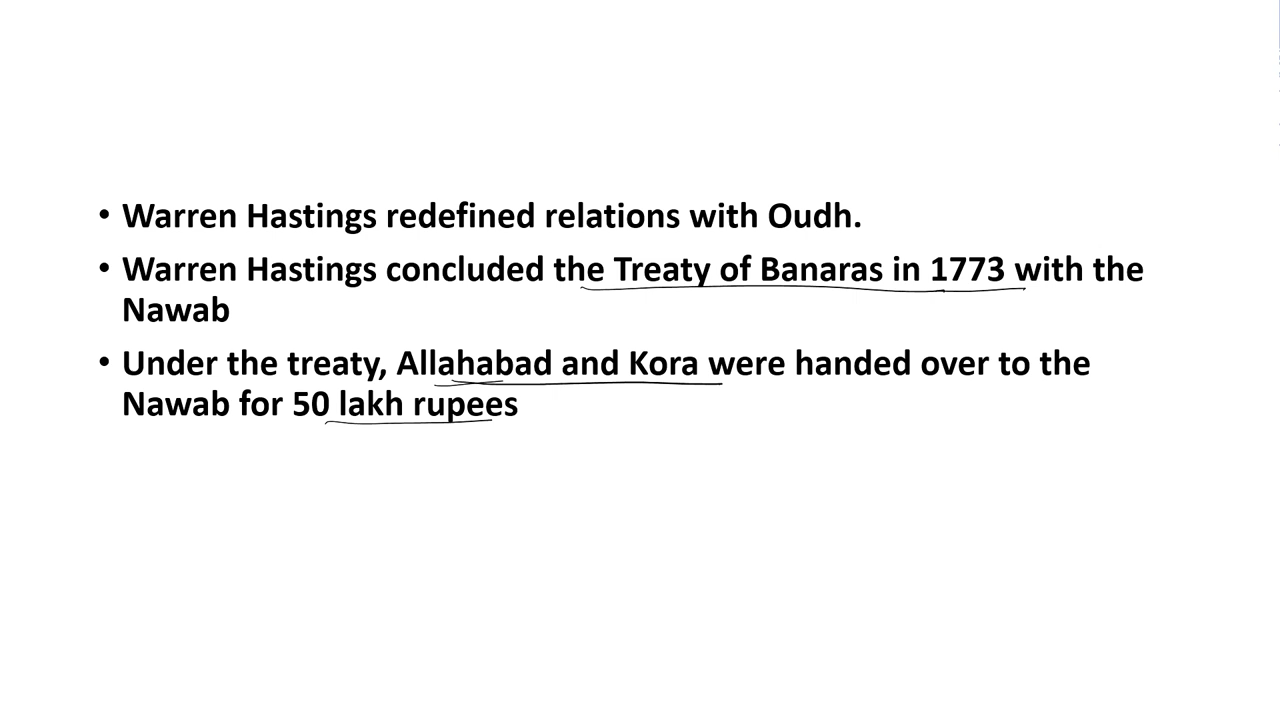 • Warren Hastings redefined relations with Oudh.
• Warren Hastings concluded the Treaty of Banaras in 1773 with the
Nawab
• Under the treaty, Allahabad and Kora were handed over to the
Nawab for 50 lakh rupees